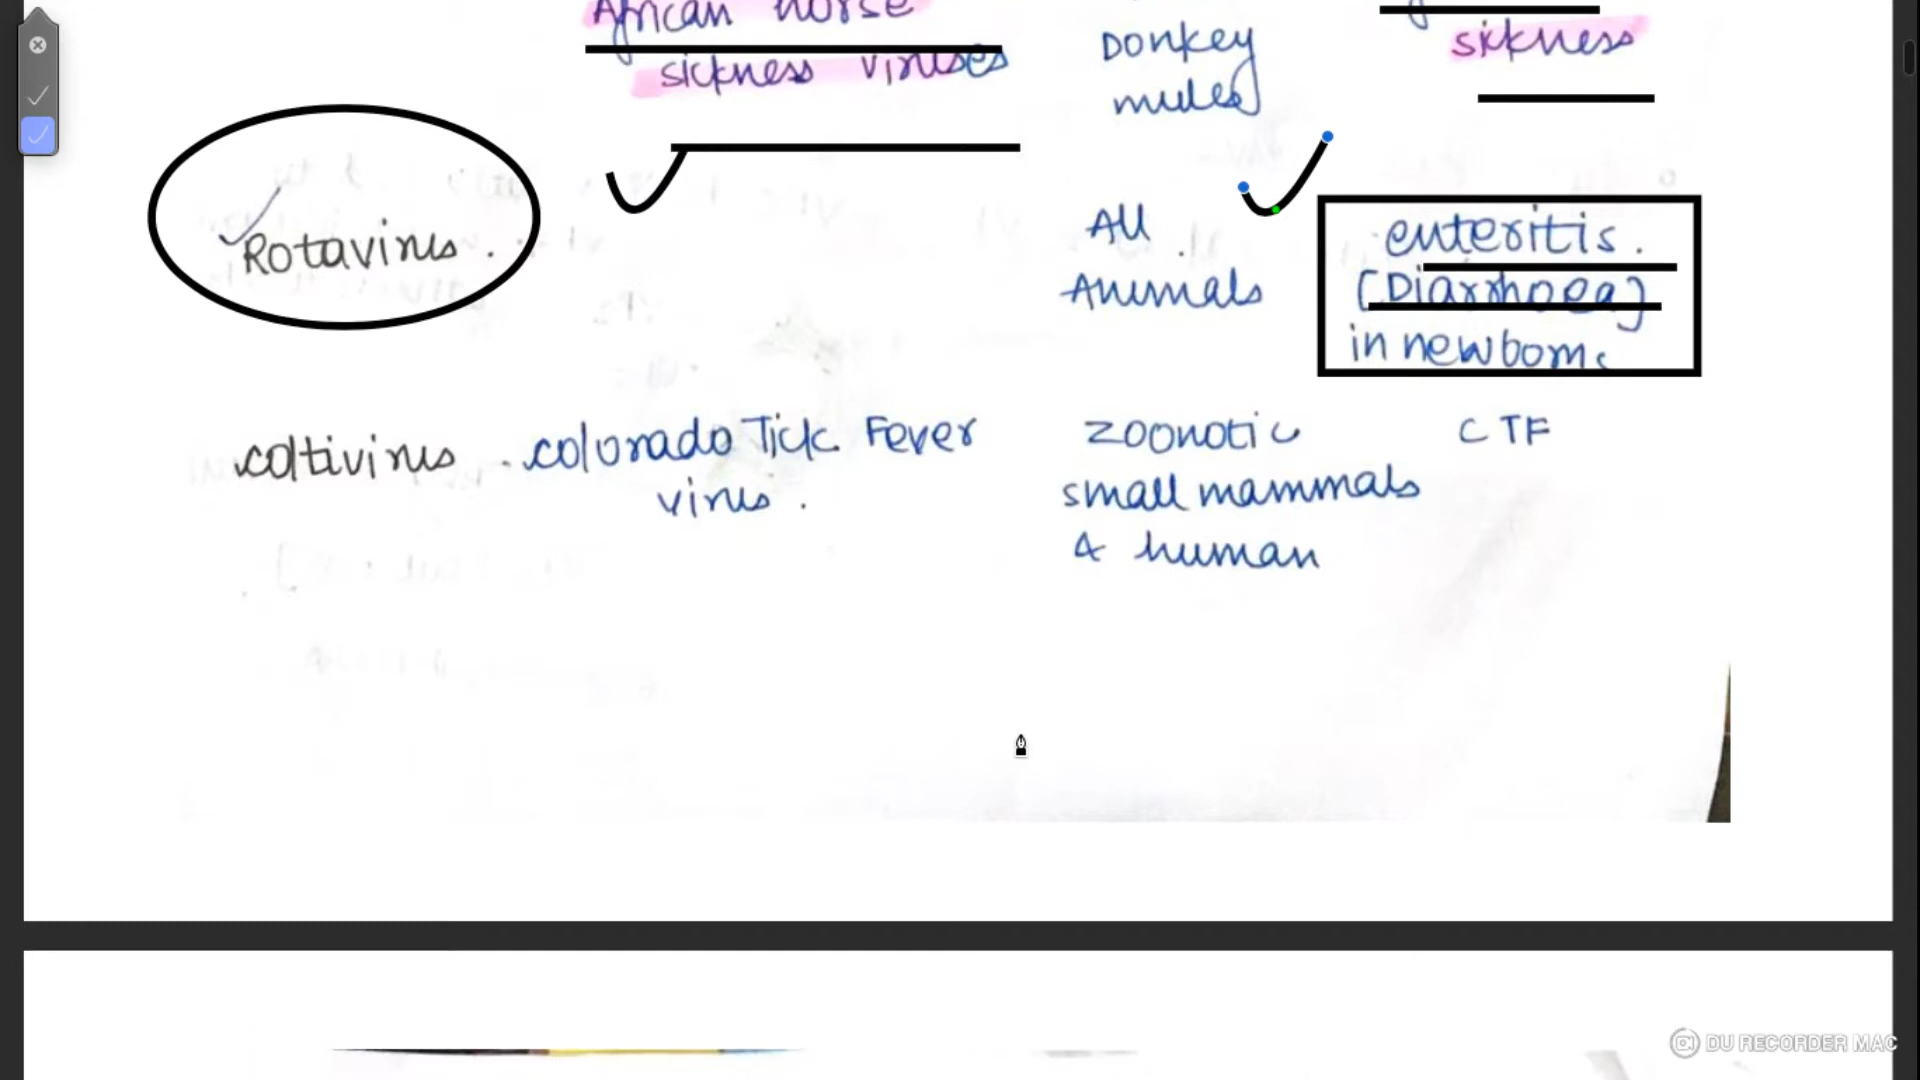 African horse
sickness viruses
Donkey
mules
sickness
Rotavirus.
All
Animals
enteritis.
[Diarrhoea]
in newborns
coltivirus
colorado Tick Fever
virus.
zoonotic
small mammals
& human
CTF
DU RECORDER MAC